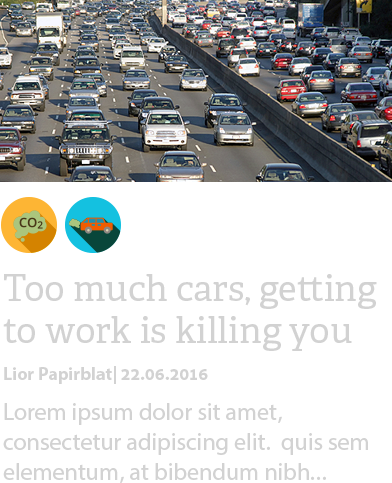 CO2
Too much cars, getting
to work is killing you
Lior Papirblat| 22.06.2016
Lorem ipsum dolor sit amet,
consectetur adipiscing elit.  quis sem
elementum, at bibendum nibh...